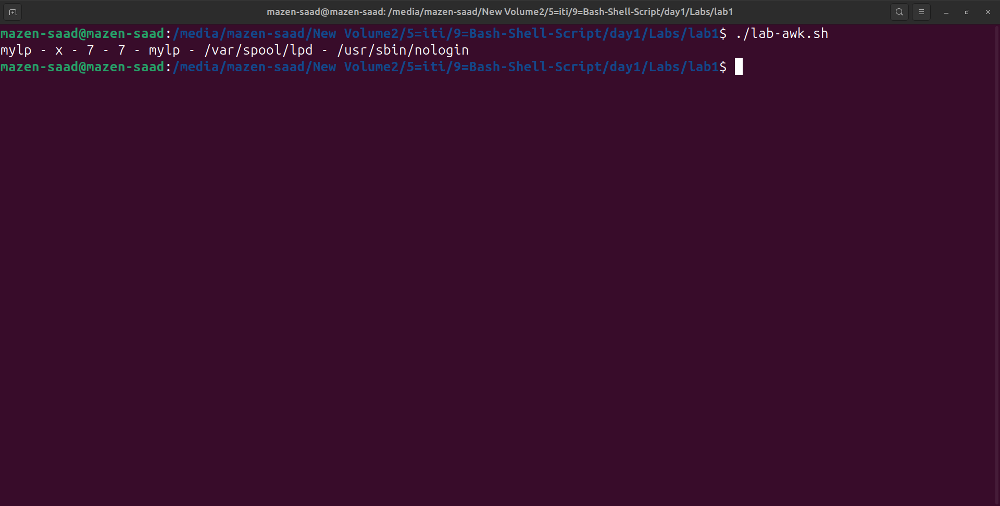 mazen-saad@mazen-saad: /media/mazen-saad/New Volume2/5=iti/9=Bash-Shell-Script/day1/Labs/lab1
mazen-saad@mazen-saad:/media/mazen-saad/New Volume2/5=iti/9=Bash-Shell-Script/day1/Labs/lab1$ ./lab-awk.sh
mylp - x - 7 - 7 - mylp - /var/spool/lpd - /usr/sbin/nologin
mazen-saad@mazen-saad:/media/mazen-saad/New Volume2/5=iti/9=Bash-Shell-Script/day1/Labs/lab1$